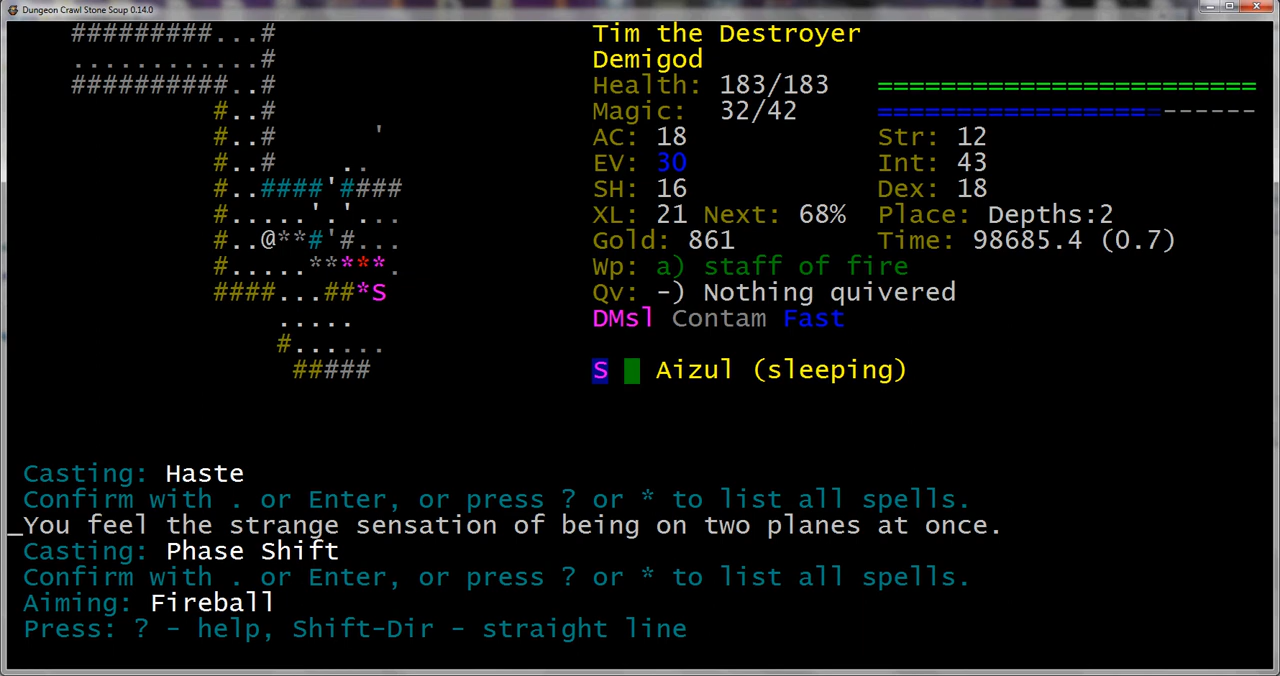 Dungeon Crawl Stone Soup 0.14.0
#########...#
............#
##########..#
#..#
#..#     '
#..#    ..
#..####'####
#.....'.'...
#..@**#'#...
#.....*****.
####...##*S
.....
#......
#####
Tim the Destroyer
Demigod
Health: 183/183 ========================
Magic: 32/42 ========================------
AC: 18 Str: 12
EV: 30 Int: 43
SH: 16 Dex: 18
XL: 21 Next: 68% Place: Depths:2
Gold: 861 Time: 98685.4 (0.7)
Wp: a) staff of fire
Qv: -) Nothing quivered
DMsl Contam Fast
S Aizul (sleeping)
Casting: Haste
Confirm with . or Enter, or press ? or * to list all spells.
_You feel the strange sensation of being on two planes at once.
Casting: Phase Shift
Confirm with . or Enter, or press ? or * to list all spells.
Aiming: Fireball
Press: ? - help, Shift-Dir - straight line